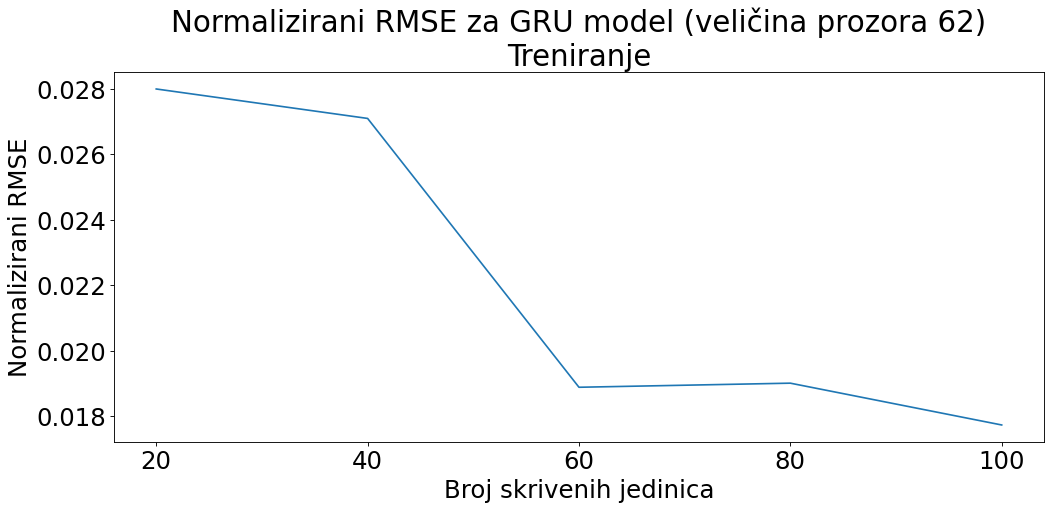 Normalizirani RMSE za GRU model (veličina prozora 62)
Treniranje
Normalizirani RMSE
0.028
0.026
0.024
0.022
0.020
0.018
20 40 60 80 100
Broj skrivenih jedinica